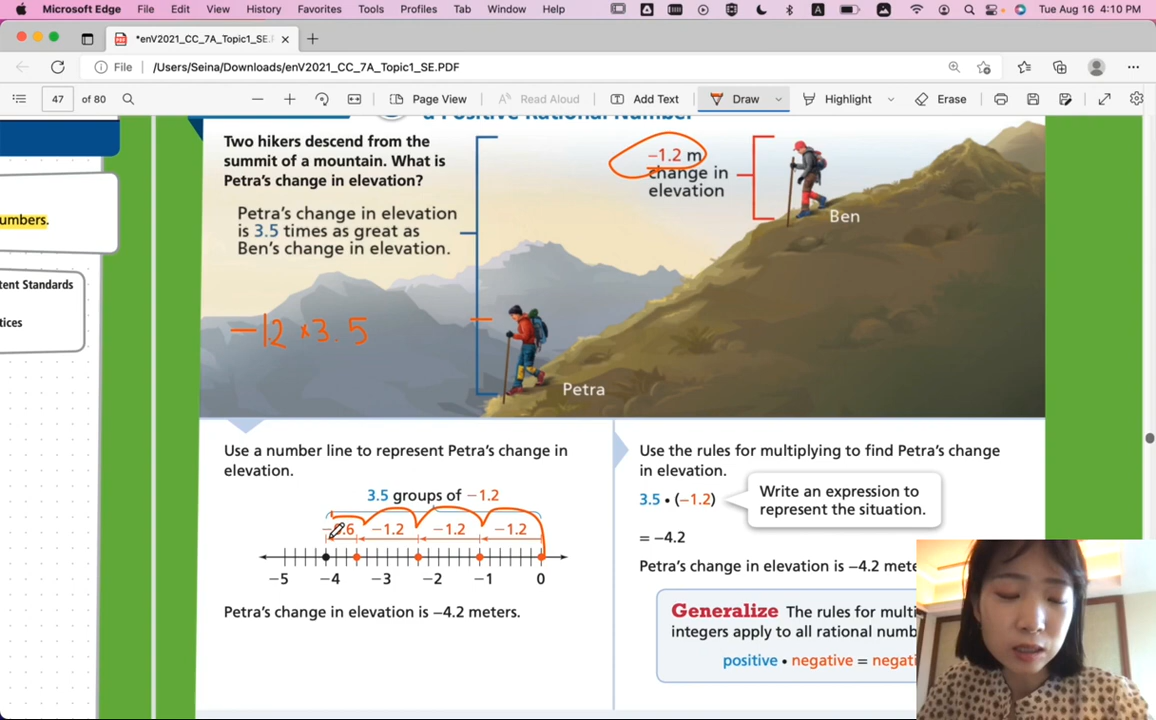 Microsoft Edge File Edit View History Favorites Tools Profiles Tab Window Help A Tue Aug 16 4:10 PM
*enV2021_CC_7A_Topic1_SE.F
File /Users/Seina/Downloads/enV2021_CC_7A_Topic1_SE.PDF
47 of 80 Page View Read Aloud Add Text Draw Highlight Erase
a Positive Rational Number
Two hikers descend from the
summit of a mountain. What is
Petra's change in elevation?
Petra's change in elevation
is 3.5 times as great as
Ben's change in elevation.
-1.2 m
change in
elevation
Ben
Petra
-1.2 × 3.5
umbers.
tent Standards
tices
Use a number line to represent Petra's change in
elevation.
3.5 groups of −1.2
−1.2 −1.2 −1.2
−5 −4 −3 −2 −1 0
Petra's change in elevation is −4.2 meters.
Use the rules for multiplying to find Petra's change
in elevation.
3.5 • (−1.2)
Write an expression to
represent the situation.
= −4.2
Petra's change in elevation is −4.2 mete
Generalize The rules for multi
integers apply to all rational numb
positive • negative = negati